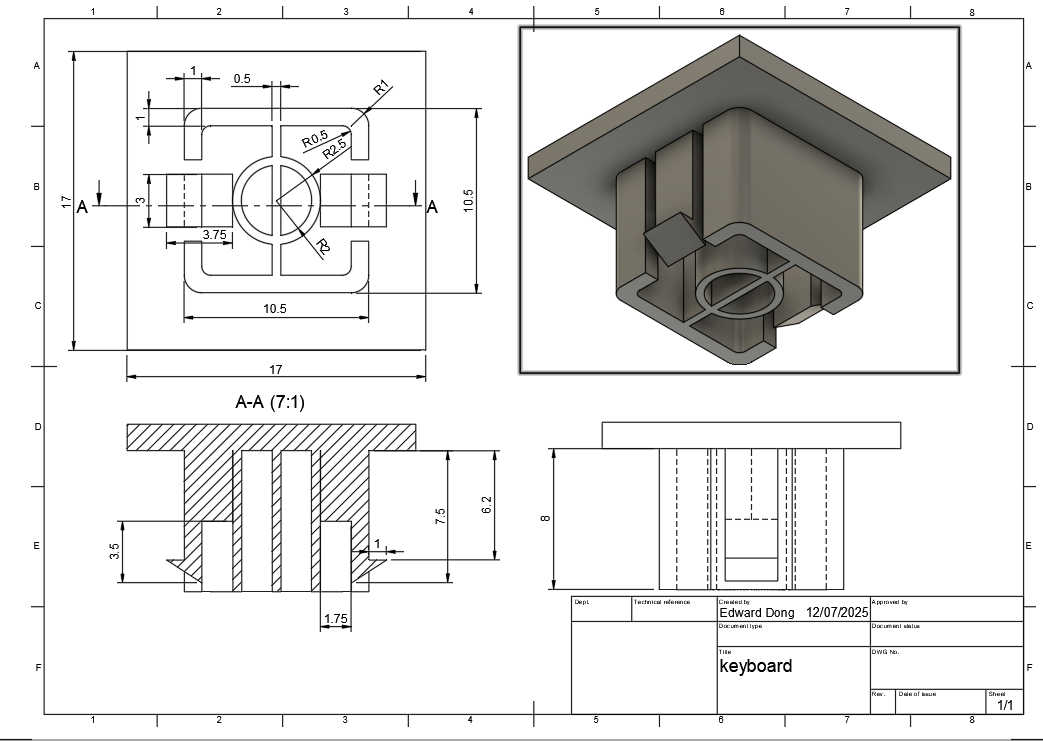 1 2 3 4 5 6 7 8
A A
B B
C C
D D
E E
F F
1
0.5
R1
1
R0.5
R2.5
17
A A
3
10.5
3.75
R2
10.5
17
A-A (7:1)
3.5
1
7.5
6.2
1.75
8
Dept. Technical reference Created by Approved by
Edward Dong 12/07/2025
Document type Document status
Title DWG No.
keyboard
Rev. Date of issue Sheet
1/1
1 2 3 4 5 6 7 8